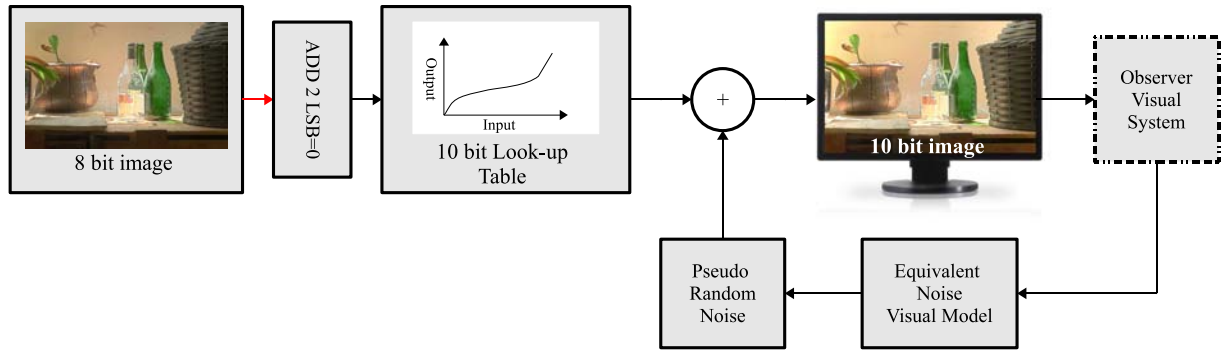 8 bit image
ADD 2 LSB=0
Output
Input
10 bit Look-up
Table
+
10 bit image
Observer
Visual
System
Pseudo
Random
Noise
Equivalent
Noise
Visual Model